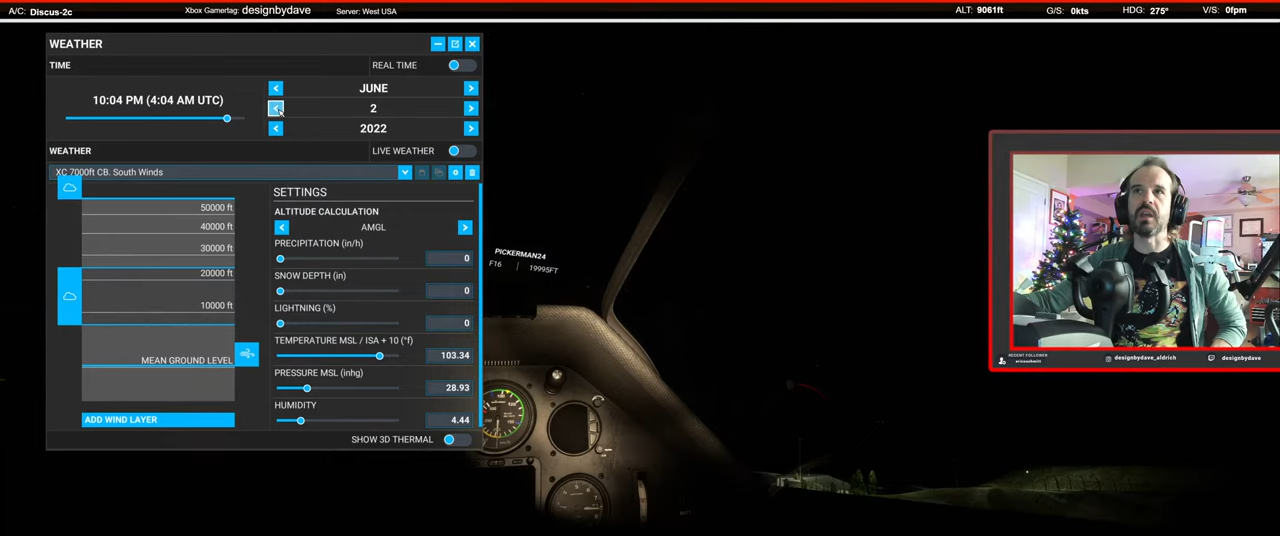 A/C: Discus-2c
Xbox Gamertag: designbydave
Server: West USA
ALT: 9061ft
G/S: 0kts
HDG: 275°
V/S: 0fpm
WEATHER
TIME
REAL TIME
10:04 PM (4:04 AM UTC)
JUNE
2
2022
WEATHER
LIVE WEATHER
XC 7000ft CB. South Winds
50000 ft
40000 ft
30000 ft
20000 ft
10000 ft
MEAN GROUND LEVEL
ADD WIND LAYER
SETTINGS
ALTITUDE CALCULATION
AMGL
PRECIPITATION (in/h)
0
SNOW DEPTH (in)
0
LIGHTNING (%)
0
TEMPERATURE MSL / ISA + 10 (°f)
103.34
PRESSURE MSL (inhg)
28.93
HUMIDITY
4.44
SHOW 3D THERMAL
PICKERMAN24
F16 | 19995FT
RECENT FOLLOWER
designbydave_aldrich
designbydave